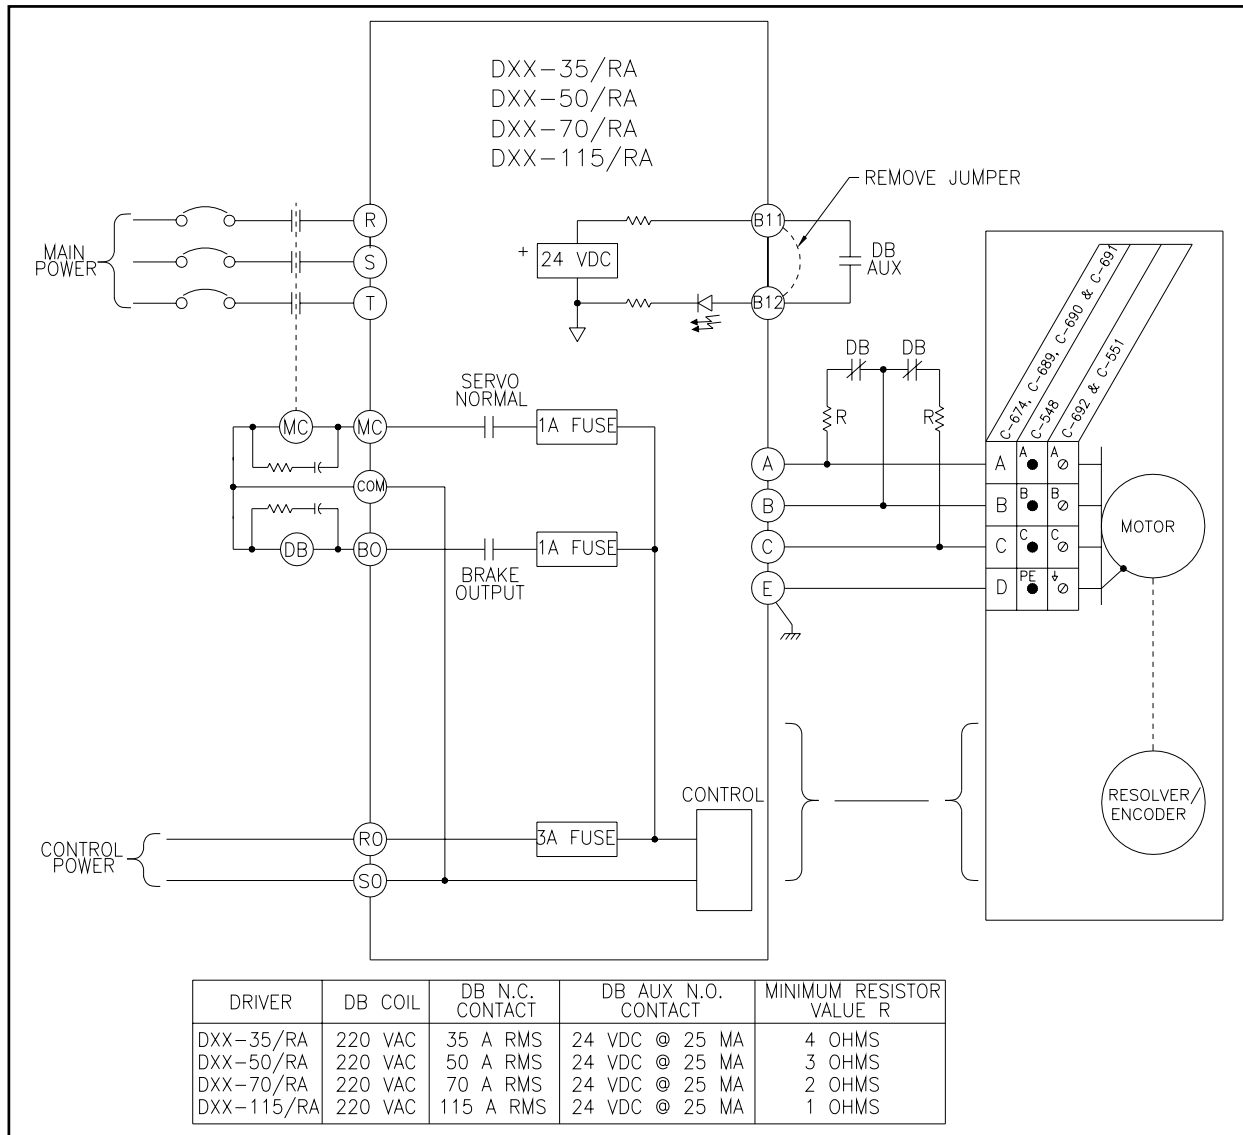 DXX-35/RA
DXX-50/RA
DXX-70/RA
DXX-115/RA
REMOVE JUMPER
MAIN
POWER
R
S
T
+
24 VDC
B11
B12
DB
AUX
C-674, C-689, C-690 & C-691
C-548
C-692 & C-551
SERVO
NORMAL
MC
MC
1A FUSE
COM
DB
BO
1A FUSE
BRAKE
OUTPUT
DB
DB
R
R
A
B
C
E
A
A
A
B
B
B
C
C
C
D
PE
MOTOR
RESOLVER/
ENCODER
CONTROL
CONTROL
POWER
RO
3A FUSE
SO
DRIVER
DB COIL
DB N.C.
CONTACT
DB AUX N.O.
CONTACT
MINIMUM RESISTOR
VALUE R
DXX-35/RA 220 VAC 35 A RMS 24 VDC @ 25 MA 4 OHMS
DXX-50/RA 220 VAC 50 A RMS 24 VDC @ 25 MA 3 OHMS
DXX-70/RA 220 VAC 70 A RMS 24 VDC @ 25 MA 2 OHMS
DXX-115/RA 220 VAC 115 A RMS 24 VDC @ 25 MA 1 OHMS